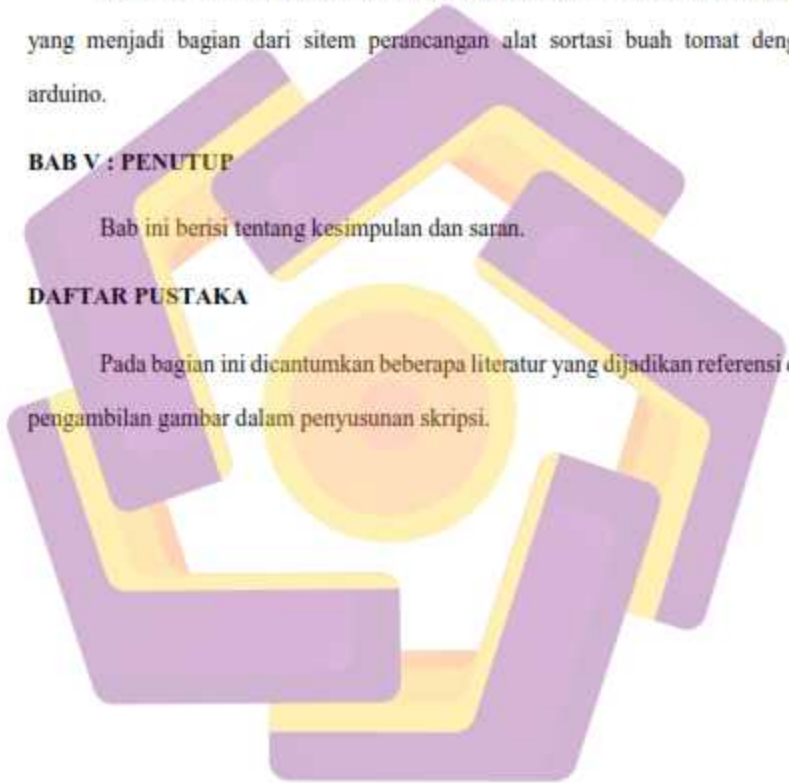 yang menjadi bagian dari sitem perancangan alat sortasi buah tomat
arduino.
BAB V : PENUTUP
Bab ini berisi tentang kesimpulan dan saran.
DAFTAR PUSTAKA
Pada bagian ini dicantumkan beberapa literatur yang dijadikan referensi
pengambilan gambar dalam penyusunan skripsi.